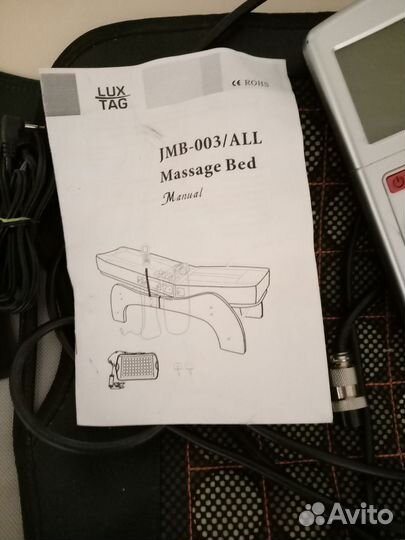 LUX
TAG
CE ROHS
JMB-003/ALL
Massage Bed
Manual
Avito